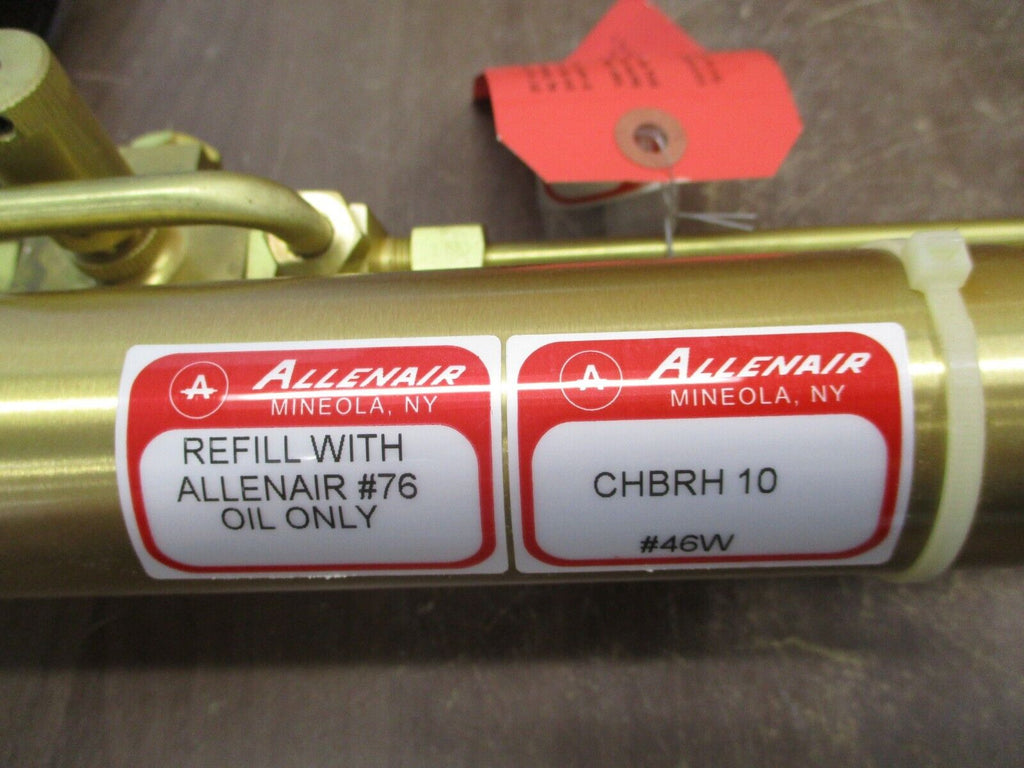 A ALLENAIR
MINEOLA, NY
REFILL WITH
ALLENAIR #76
OIL ONLY
A ALLENAIR
MINEOLA, NY
CHBRH 10
#46W